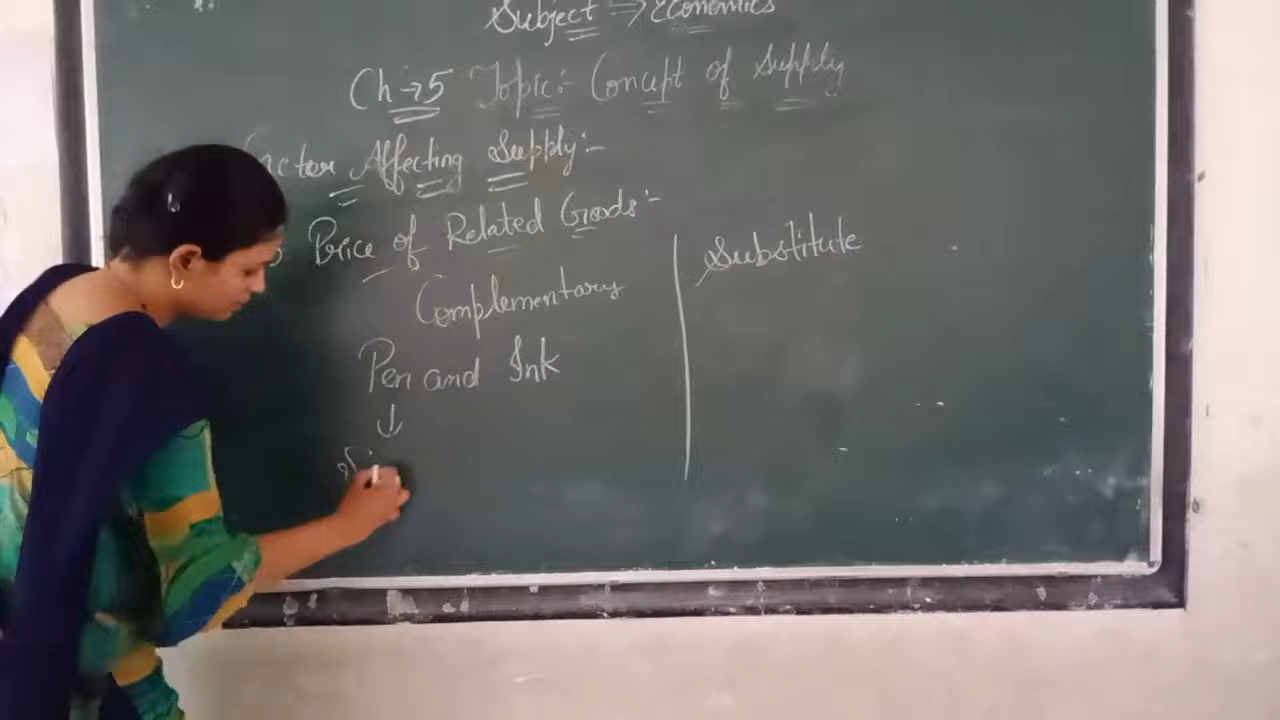 Subject ⇒ Economics
Ch→5 Topic:- Concept of Supply
Affecting Supply:-
Price of Related Goods:-
Complementary
Substitute
Pen and Ink
↓